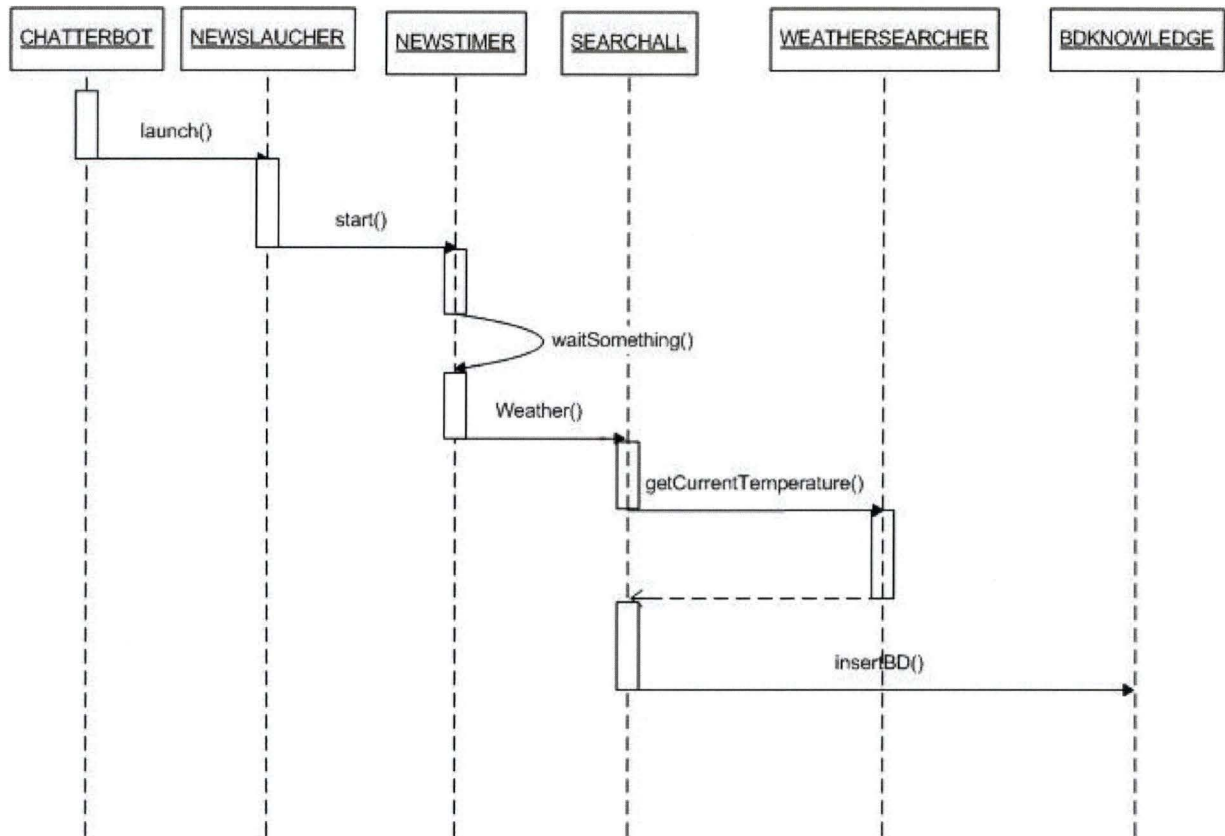 CHATTERBOT
NEWSLAUCHER
NEWSTIMER
SEARCHALL
WEATHERSEARCHER
BDKNOWLEDGE
launch()
start()
waitSomething()
Weather()
getCurrentTemperature()
insertBD()